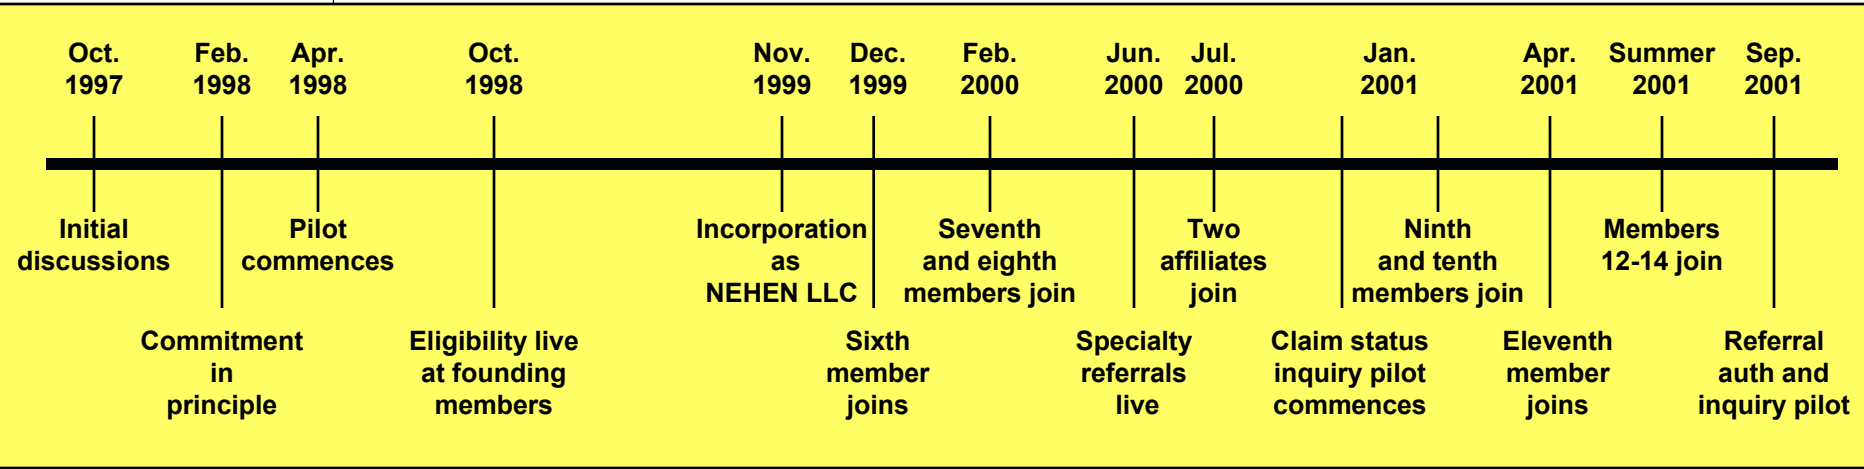 Oct.
1997
Feb.
1998
Apr.
1998
Oct.
1998
Nov.
1999
Dec.
1999
Feb.
2000
Jun.
2000
Jul.
2000
Jan.
2001
Apr.
2001
Summer
2001
Sep.
2001
Initial
discussions
Commitment
in
principle
Pilot
commences
Eligibility live
at founding
members
Incorporation
as
NEHEN LLC
Sixth
member
joins
Seventh
and eighth
members join
Specialty
referrals
live
Two
affiliates
join
Claim status
inquiry pilot
commences
Ninth
and tenth
members join
Eleventh
member
joins
Members
12-14 join
Referral
auth and
inquiry pilot